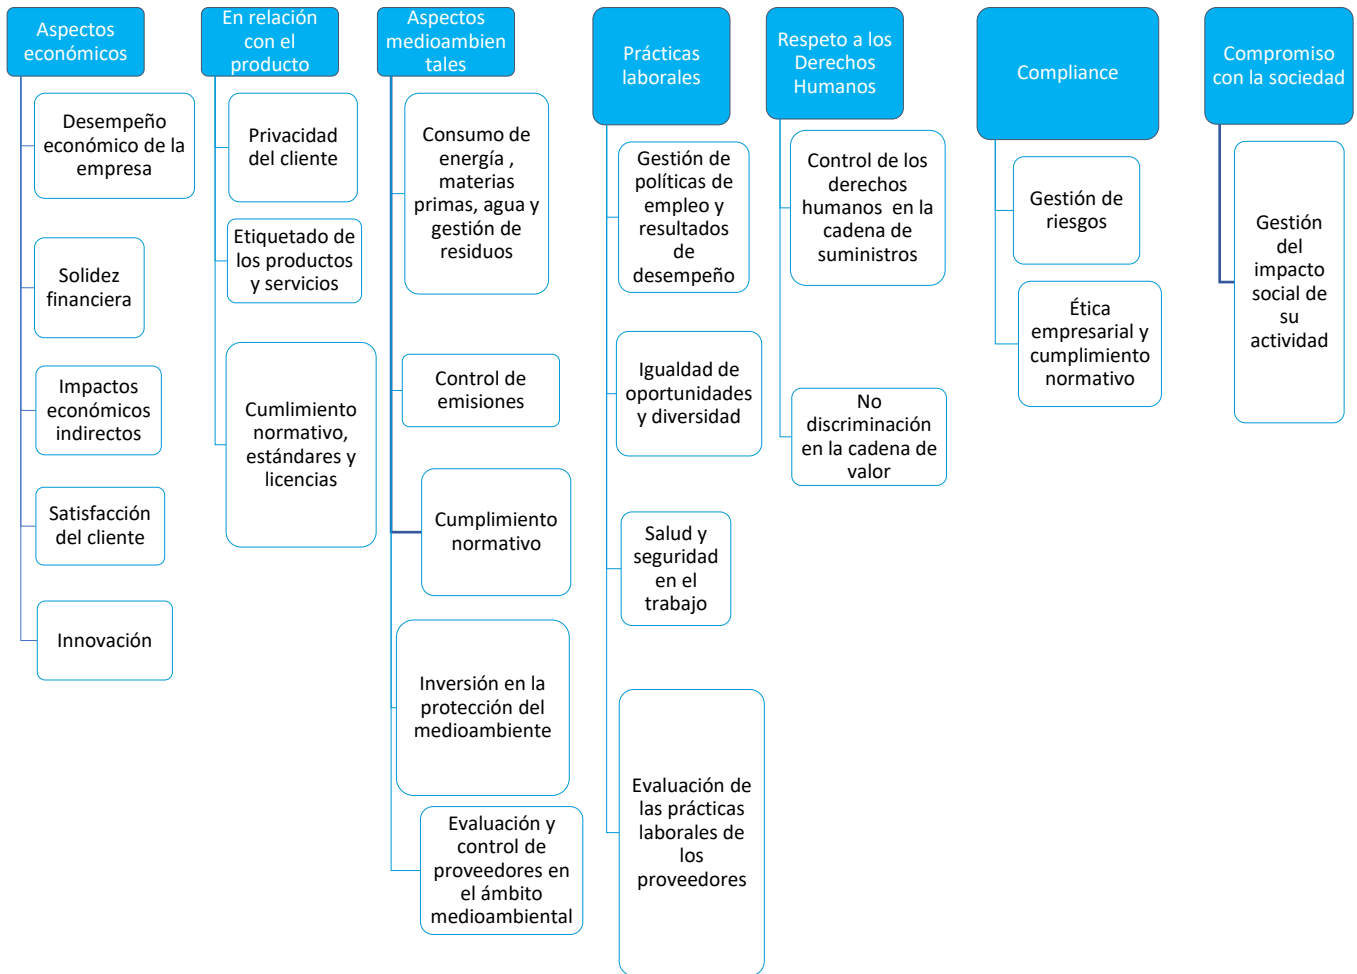 Aspectos
económicos
Desempeño
económico de la
empresa
Solidez
financiera
Impactos
económicos
indirectos
Satisfacción
del cliente
Innovación
En relación
con el
producto
Privacidad
del cliente
Etiquetado de
los productos
y servicios
Cumlimiento
normativo,
estándares y
licencias
Aspectos
medioambien
tales
Consumo de
energía ,
materias
primas, agua y
gestión de
residuos
Control de
emisiones
Cumplimiento
normativo
Inversión en la
protección del
medioambiente
Evaluación y
control de
proveedores en
el ámbito
medioambiental
Prácticas
laborales
Gestión de
políticas de
empleo y
resultados
de
desempeño
Igualdad de
oportunidades
y diversidad
Salud y
seguridad
en el
trabajo
Evaluación de
las prácticas
laborales de
los
proveedores
Respeto a los
Derechos
Humanos
Control de los
derechos
humanos en la
cadena de
suministros
No
discriminación
en la cadena de
valor
Compliance
Gestión de
riesgos
Ética
empresarial y
cumplimiento
normativo
Compromiso
con la sociedad
Gestión
del
impacto
social de
su
actividad